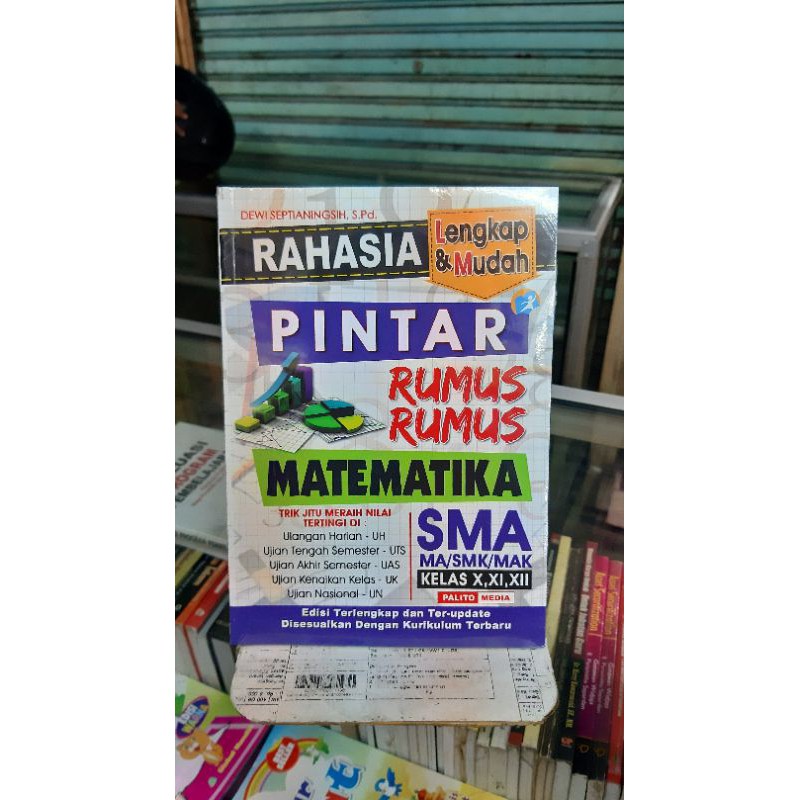 DEWI SEPTIANINGSIH, S.Pd.
RAHASIA
Lengkap
& Mudah
PINTAR
RUMUS
RUMUS
MATEMATIKA
TRIK JITU MERAIH NILAI
TERTINGI DI :
Ulangan Harian - UH
Ujian Tengah Semester - UTS
Ujian Akhir Semester - UAS
Ujian Kenaikan Kelas - UK
Ujian Nasional - UN
SMA
MA/SMK/MAK
KELAS X,XI,XII
PALITO MEDIA
Edisi Terlengkap dan Ter-update
Disesualkan Dengan Kurikulum Terbaru